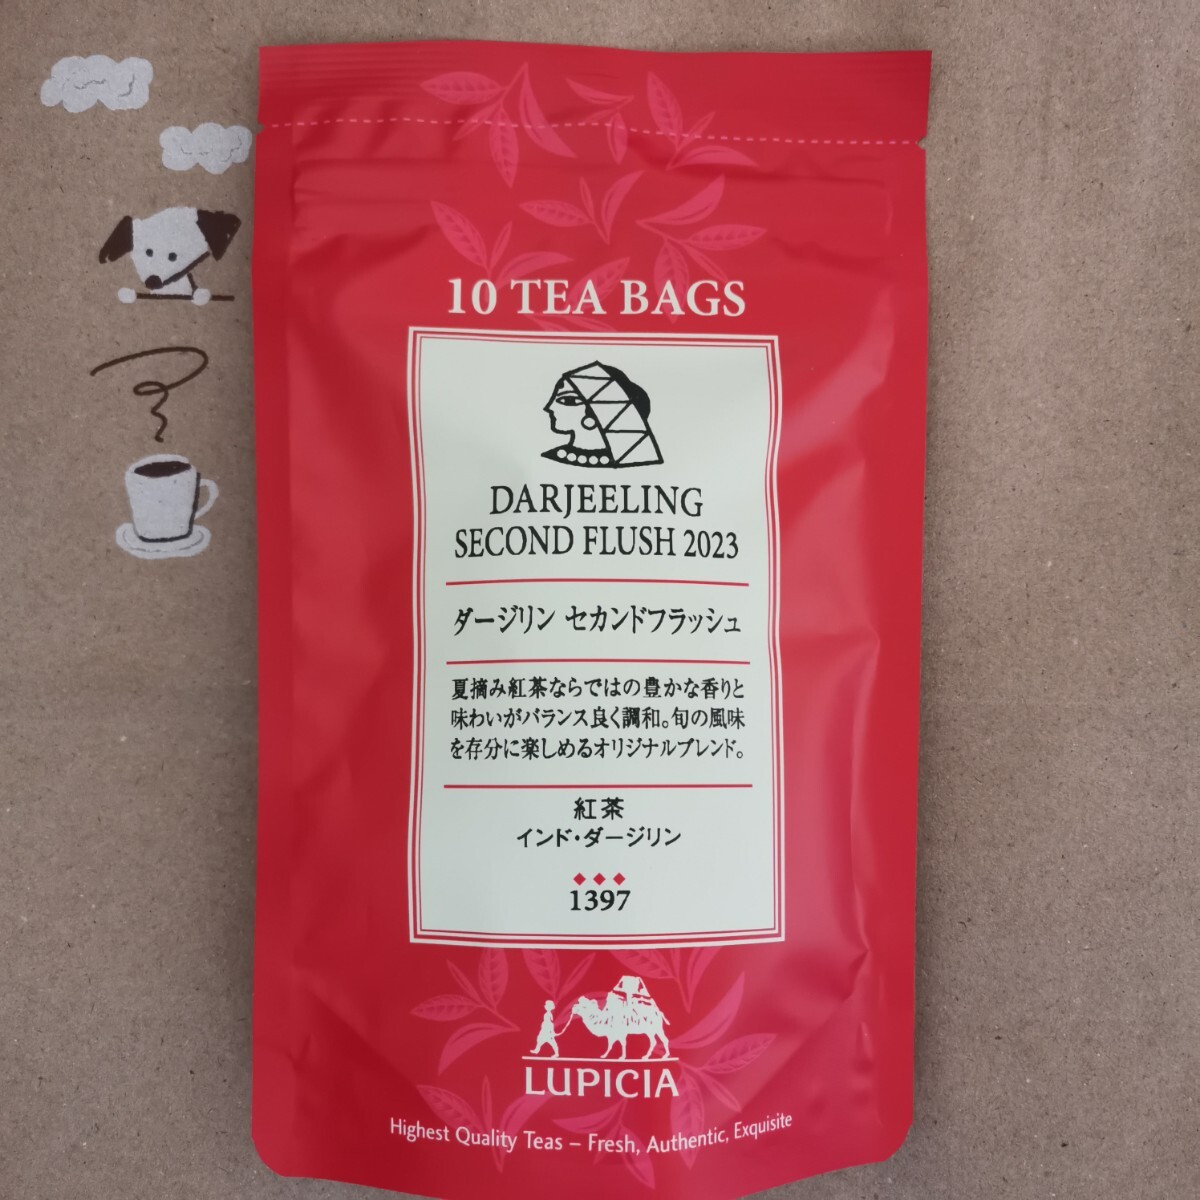 10 TEA BAGS
DARJEELING
SECOND FLUSH 2023
ダージリン セカンドフラッシュ
夏摘み紅茶ならではの豊かな香りと
味わいがバランス良く調和。旬の風味
を存分に楽しめるオリジナルブレンド。
紅茶
インド・ダージリン
1397
LUPICIA
Highest Quality Teas – Fresh, Authentic, Exquisite